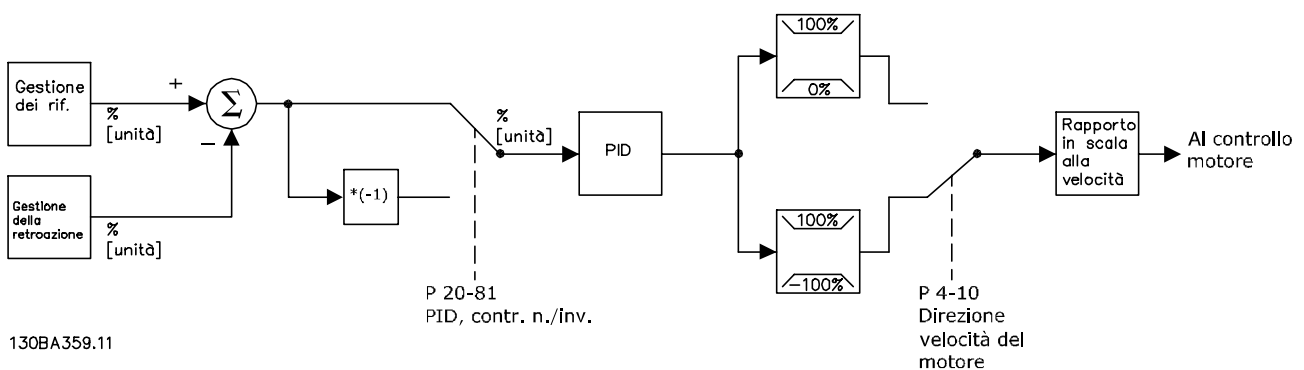 Gestione
dei rif.
+
%
[unità]
Σ
−
Gestione
della
retroazione
%
[unità]
*(-1)
%
[unità]
PID
100%
0%
100%
−100%
Rapporto
in scala
alla
velocità
Al controllo
motore
P 20-81
PID, contr. n./inv.
P 4-10
Direzione
velocità del
motore
130BA359.11